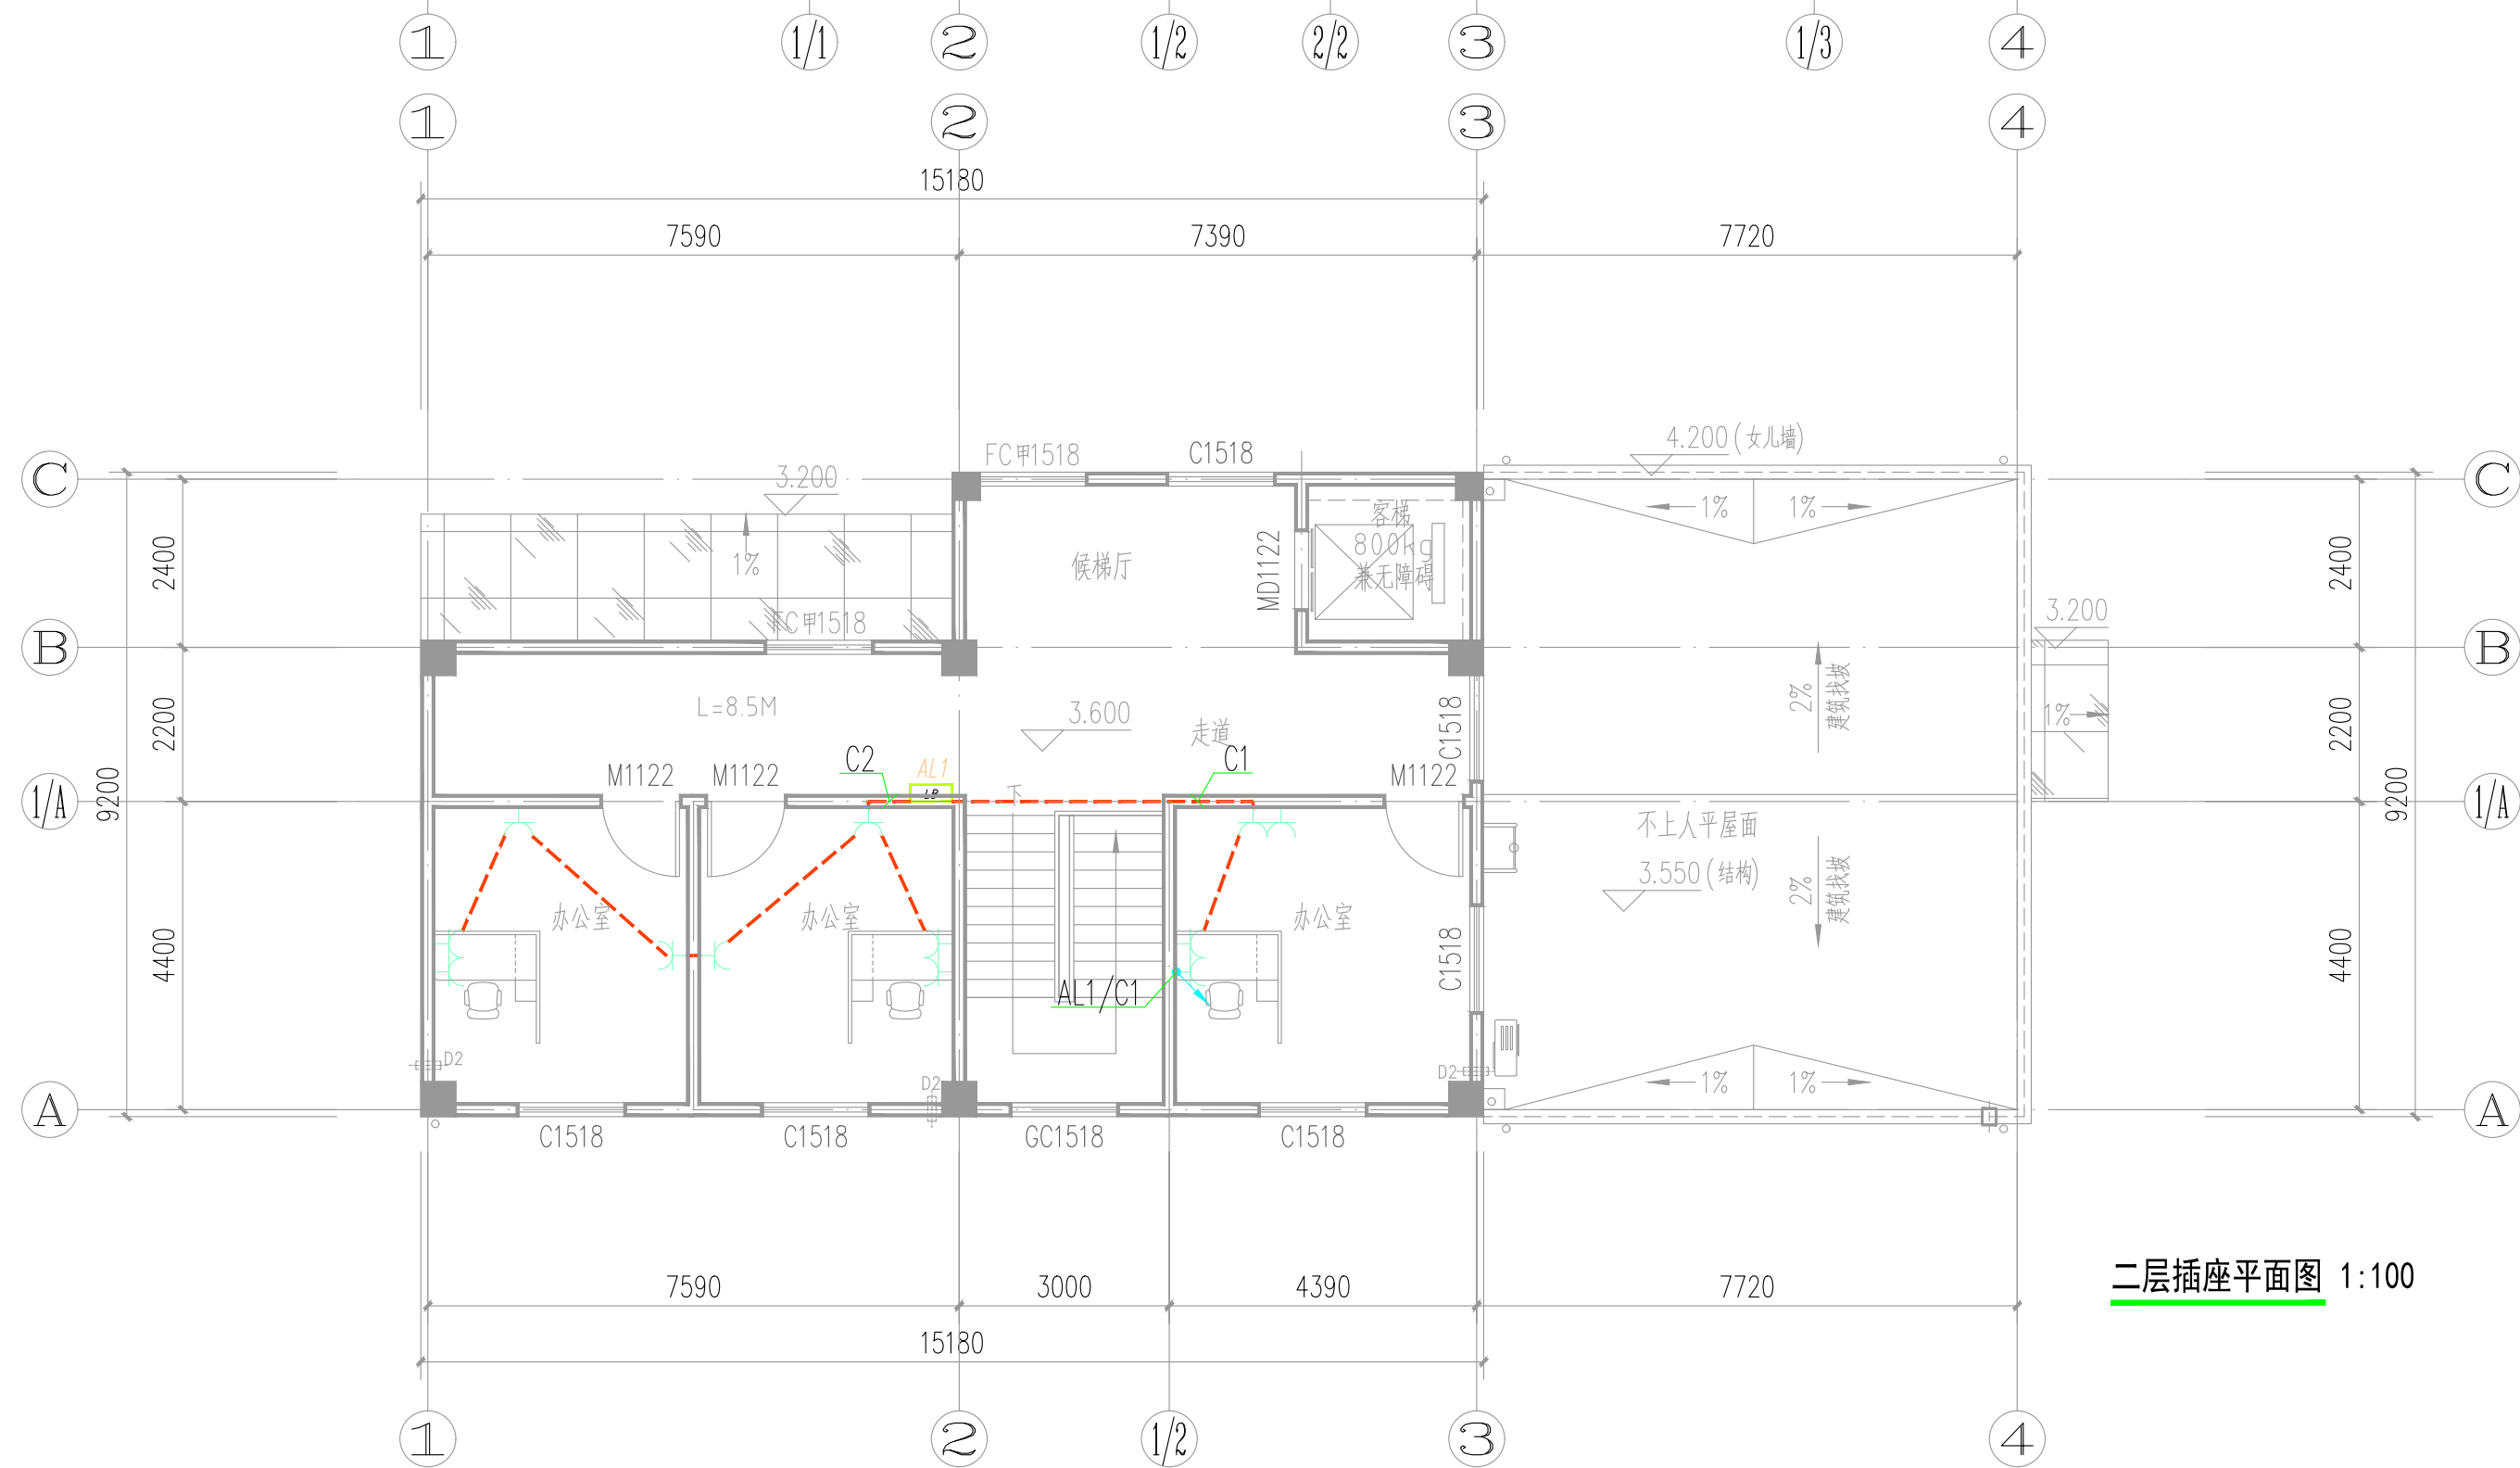 1 1/1 2 1/2 2/2 3 1/3 4
1 2 3 4
15180
7590 7390 7720
4.200(女儿墙)
FC甲1518 C1518
C 3.200 C
1% 1%
客梯
800kg
兼无障碍
2400 1% 候梯厅 MD1122 2400
3.200
FC甲1518
B B
2% 建筑找坡
L=8.5M 3.600 走道 C1518 1%
2200 2200
C2 AL1 C1
M1122 M1122 M1122
9200 9200
1/A LB 下 1/A
不上人平屋面
3.550(结构)
2% 建筑找坡
办公室 办公室 办公室
4400 C1518 4400
AL1/C1
D2 D2 D2
1% 1%
A A
C1518 C1518 GC1518 C1518
二层插座平面图 1:100
7590 3000 4390 7720
15180
1 2 1/2 3 4